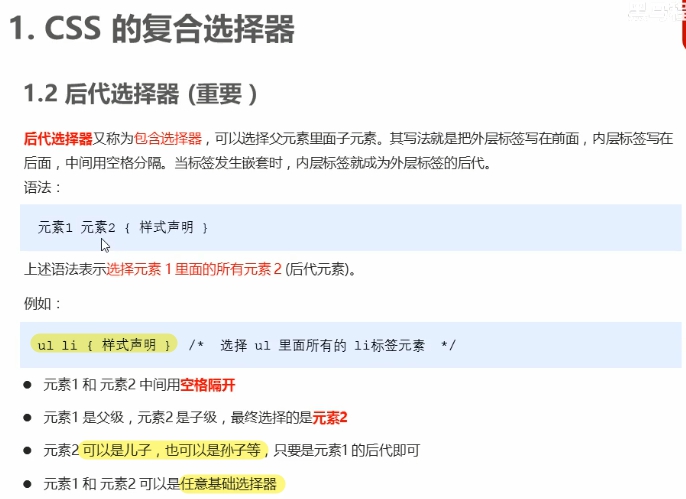 1. CSS 的复合选择器
1.2 后代选择器 (重要 )
后代选择器又称为包含选择器，可以选择父元素里面子元素。其写法就是把外层标签写在前面，内层标签写在
后面，中间用空格分隔。当标签发生嵌套时，内层标签就成为外层标签的后代。
语法：
元素1 元素2 { 样式声明 }
上述语法表示选择元素 1 里面的所有元素 2 (后代元素)。
例如：
ul li { 样式声明 } /* 选择 ul 里面所有的 li标签元素 */
● 元素1 和 元素2 中间用空格隔开
● 元素1 是父级，元素2 是子级，最终选择的是元素2
● 元素2 可以是儿子，也可以是孙子等，只要是元素1 的后代即可
● 元素1 和 元素2 可以是任意基础选择器